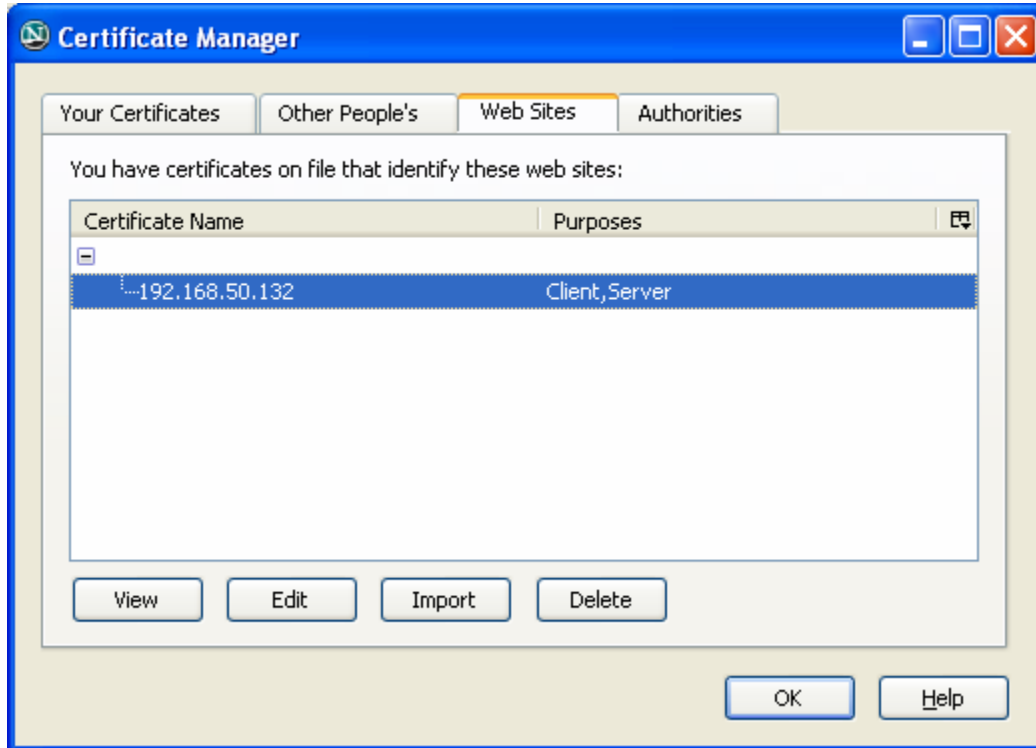 Certificate Manager
Your Certificates Other People's Web Sites Authorities
You have certificates on file that identify these web sites:
Certificate Name Purposes
192.168.50.132 Client,Server
View Edit Import Delete
OK Help